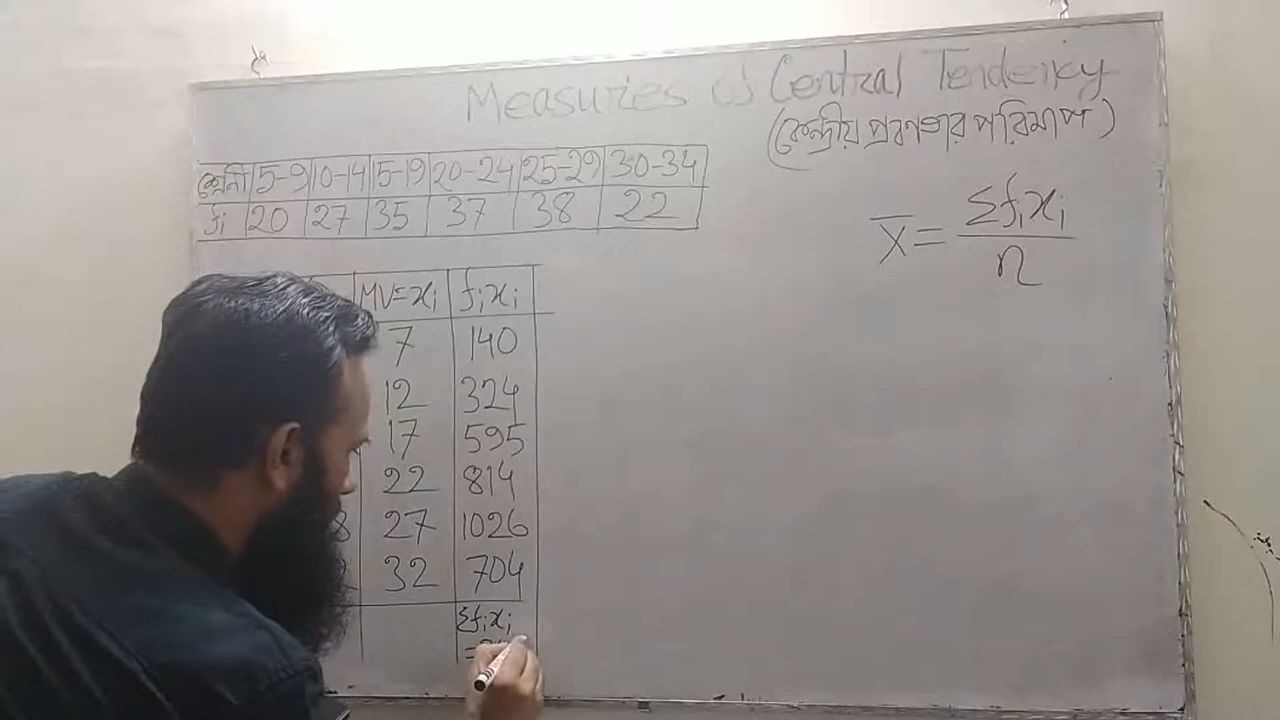 Measures of Central Tendency
(কেন্দ্রীয় প্রবণতার পরিমাপ)
শ্রেণী 5-9 10-14 15-19 20-24 25-29 30-34
fi 20 27 35 37 38 22
x̄ = Σfixi / n
MV=xi fixi
7 140
12 324
17 595
22 814
27 1026
32 704
Σfixi
=